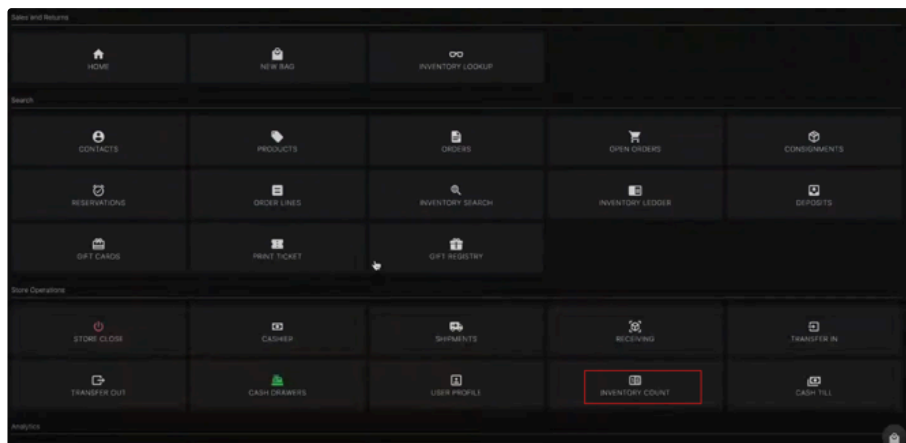 Sales and Returns
HOME
NEW BAG
INVENTORY LOOKUP
Search
CONTACTS
PRODUCTS
ORDERS
OPEN ORDERS
CONSIGNMENTS
RESERVATIONS
ORDER LINES
INVENTORY SEARCH
INVENTORY LEDGER
DEPOSITS
GIFT CARDS
PRINT TICKET
GIFT REGISTRY
Store Operations
STORE CLOSE
CASHIER
SHIPMENTS
RECEIVING
TRANSFER IN
TRANSFER OUT
CASH DRAWERS
USER PROFILE
INVENTORY COUNT
CASH TILL
Analytics